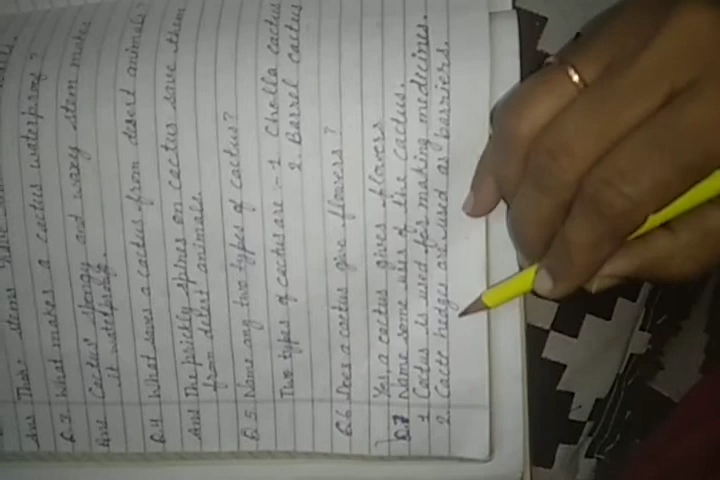 Ans Their stems have
Q.3 What makes a cactus waterproof?
Ans Cactus' spongy and waxy stem makes
it waterproof.
Q.4 What saves a cactus from desert animals?
Ans The prickly spines on cactus save them
from desert animals.
Q.5. Name any two types of cactus?
Two types of cactus are - 1. Cholla cactus
2. Barrel cactus
Q.6 Does a cactus give flowers?
Yes, a cactus gives flowers
Q.7 Name some uses of the cactus.
1. Cactus is used for making medicines.
2. Cacti hedges are used as barriers.